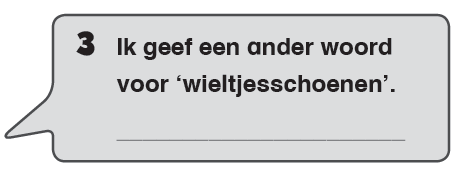 3 Ik geef een ander woord
voor ‘wieltjesschoenen’.